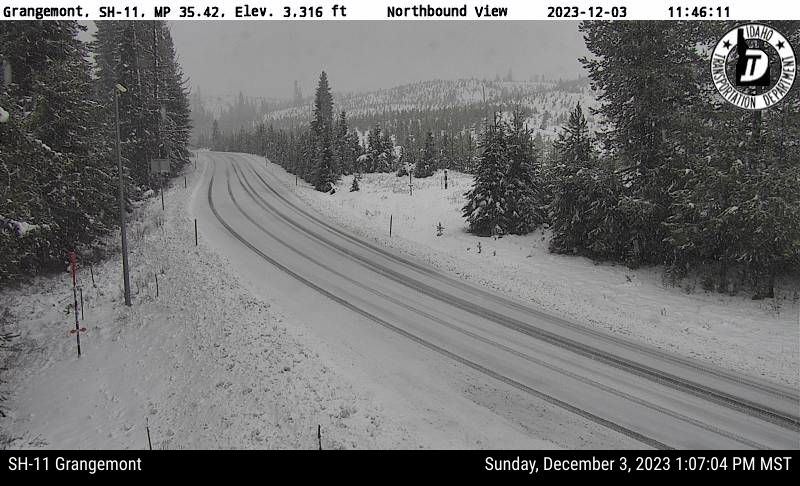 Grangemont, SH-11, MP 35.42, Elev. 3,316 ft Northbound View 2023-12-03 11:46:11
IDAHO
TRANSPORTATION DEPARTMENT
SH-11 Grangemont Sunday, December 3, 2023 1:07:04 PM MST